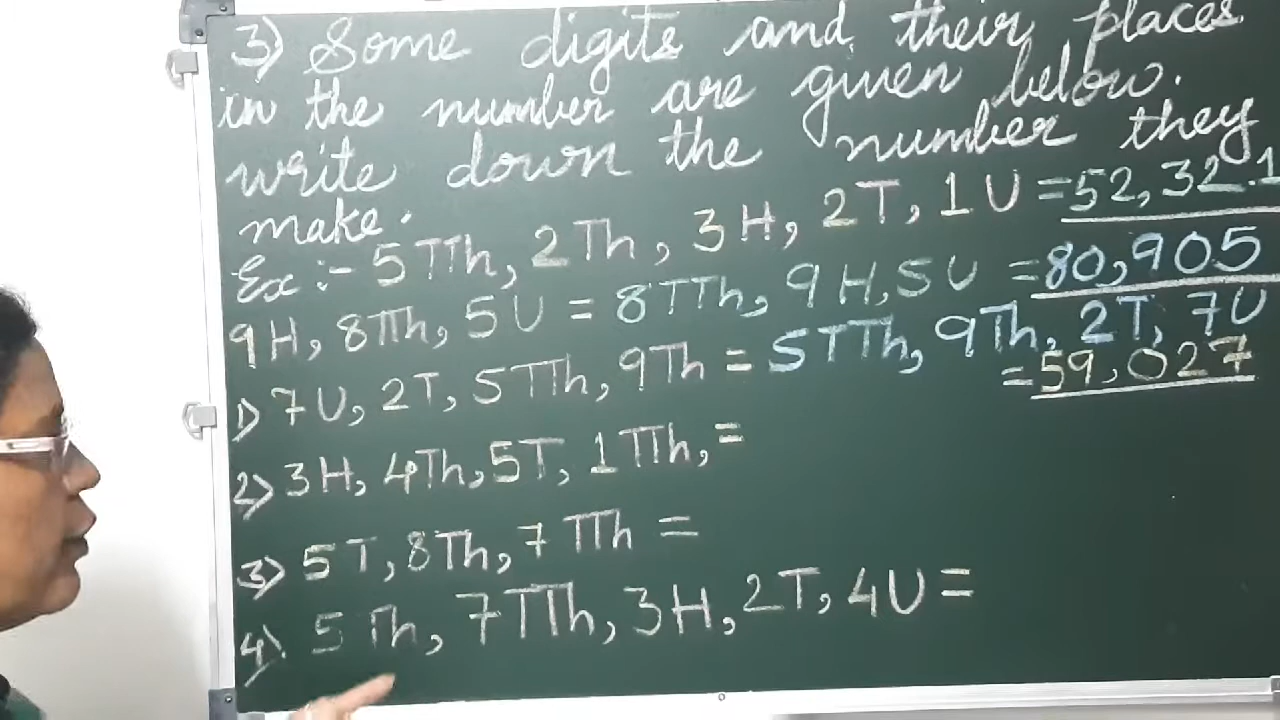 3) Some digits and their places
in the number are given below.
write down the number they
make.
Ex :- 5TTh, 2Th, 3H, 2T, 1U = 52,321
9H, 8TTh, 5U = 8TTh, 9H, 5U = 80,905
1) 7U, 2T, 5TTh, 9Th = 5TTh, 9Th, 2T, 7U
= 59,027
2) 3H, 4Th, 5T, 1TTh, =
3) 5T, 8Th, 7TTh =
4) 5Th, 7TTh, 3H, 2T, 4U =